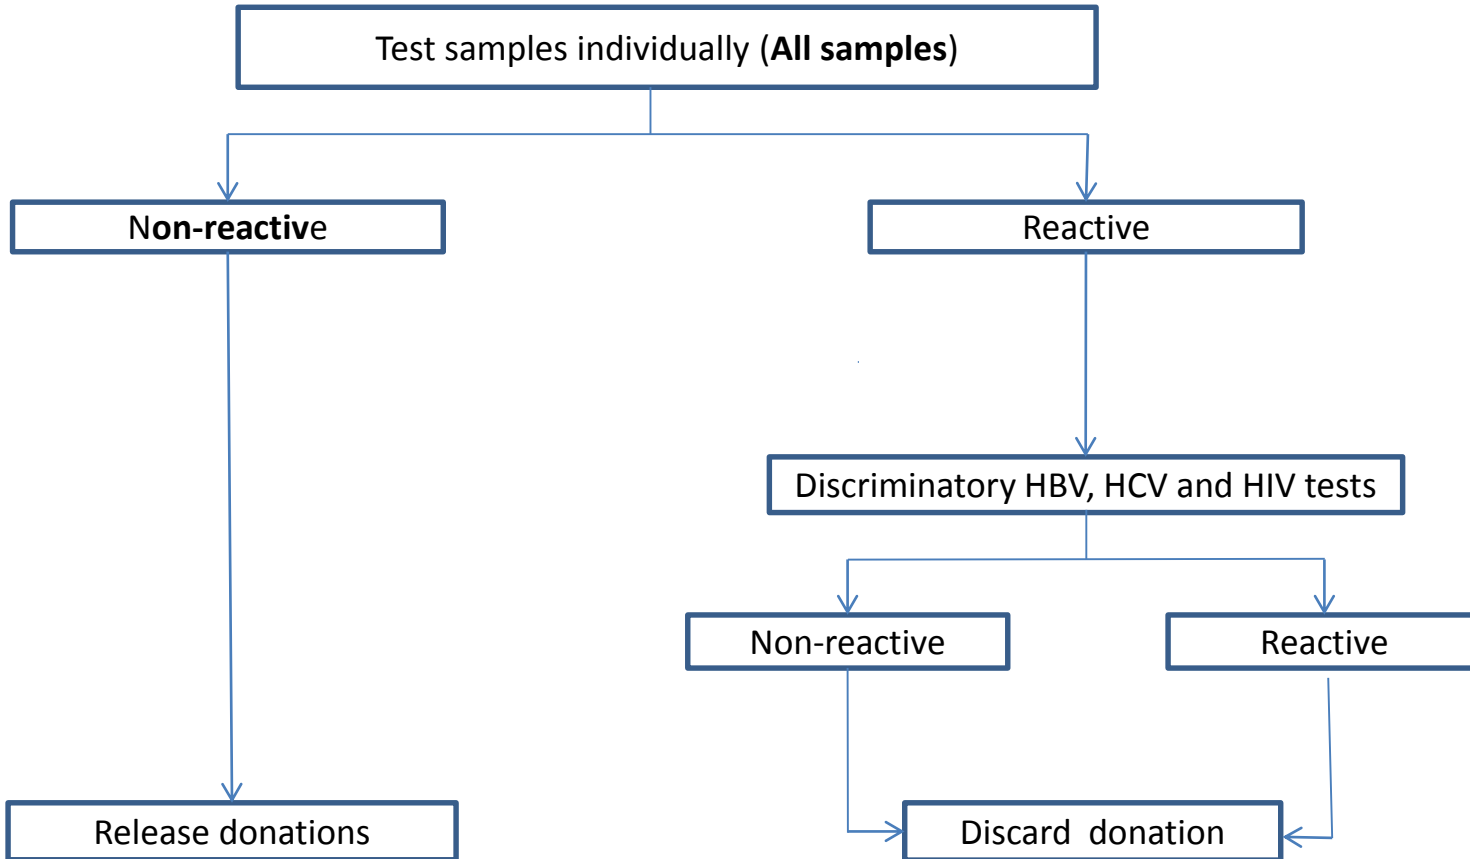 Test samples individually (All samples)
Non-reactive
Reactive
Discriminatory HBV, HCV and HIV tests
Non-reactive
Reactive
Release donations
Discard  donation